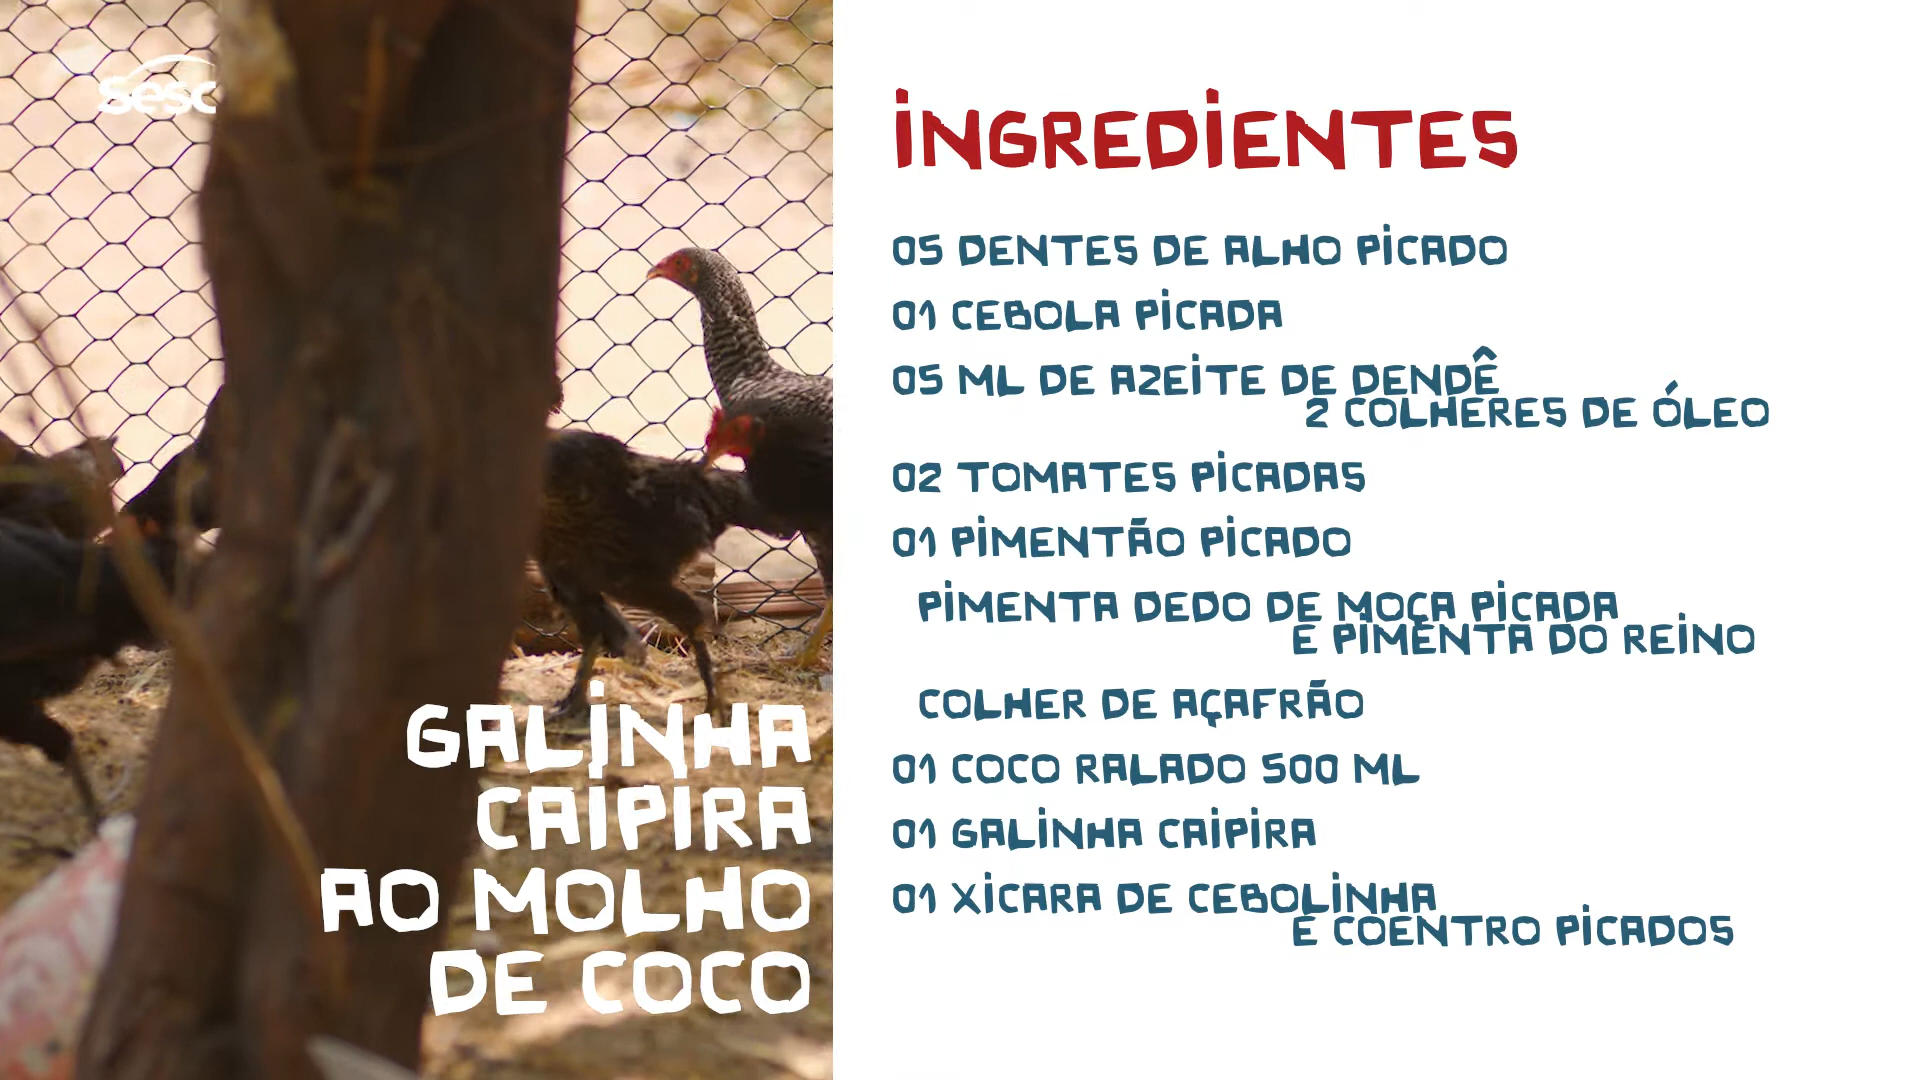 Sesc
GALINHA
CAIPIRA
AO MOLHO
DE COCO
INGREDIENTES
05 DENTES DE ALHO PICADO
01 CEBOLA PICADA
05 ML DE AZEITE DE DENDÊ
2 COLHERES DE ÓLEO
02 TOMATES PICADAS
01 PIMENTÃO PICADO
PIMENTA DEDO DE MOÇA PICADA
E PIMENTA DO REINO
COLHER DE AÇAFRÃO
01 COCO RALADO 500 ML
01 GALINHA CAIPIRA
01 XICARA DE CEBOLINHA
E COENTRO PICADOS